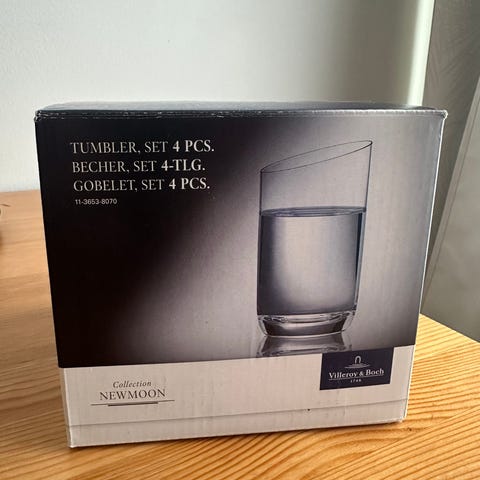 TUMBLER, SET 4 PCS.
BECHER, SET 4-TLG.
GOBELET, SET 4 PCS.
11-3653-8070
Collection
NEWMOON
Villeroy & Boch
1748